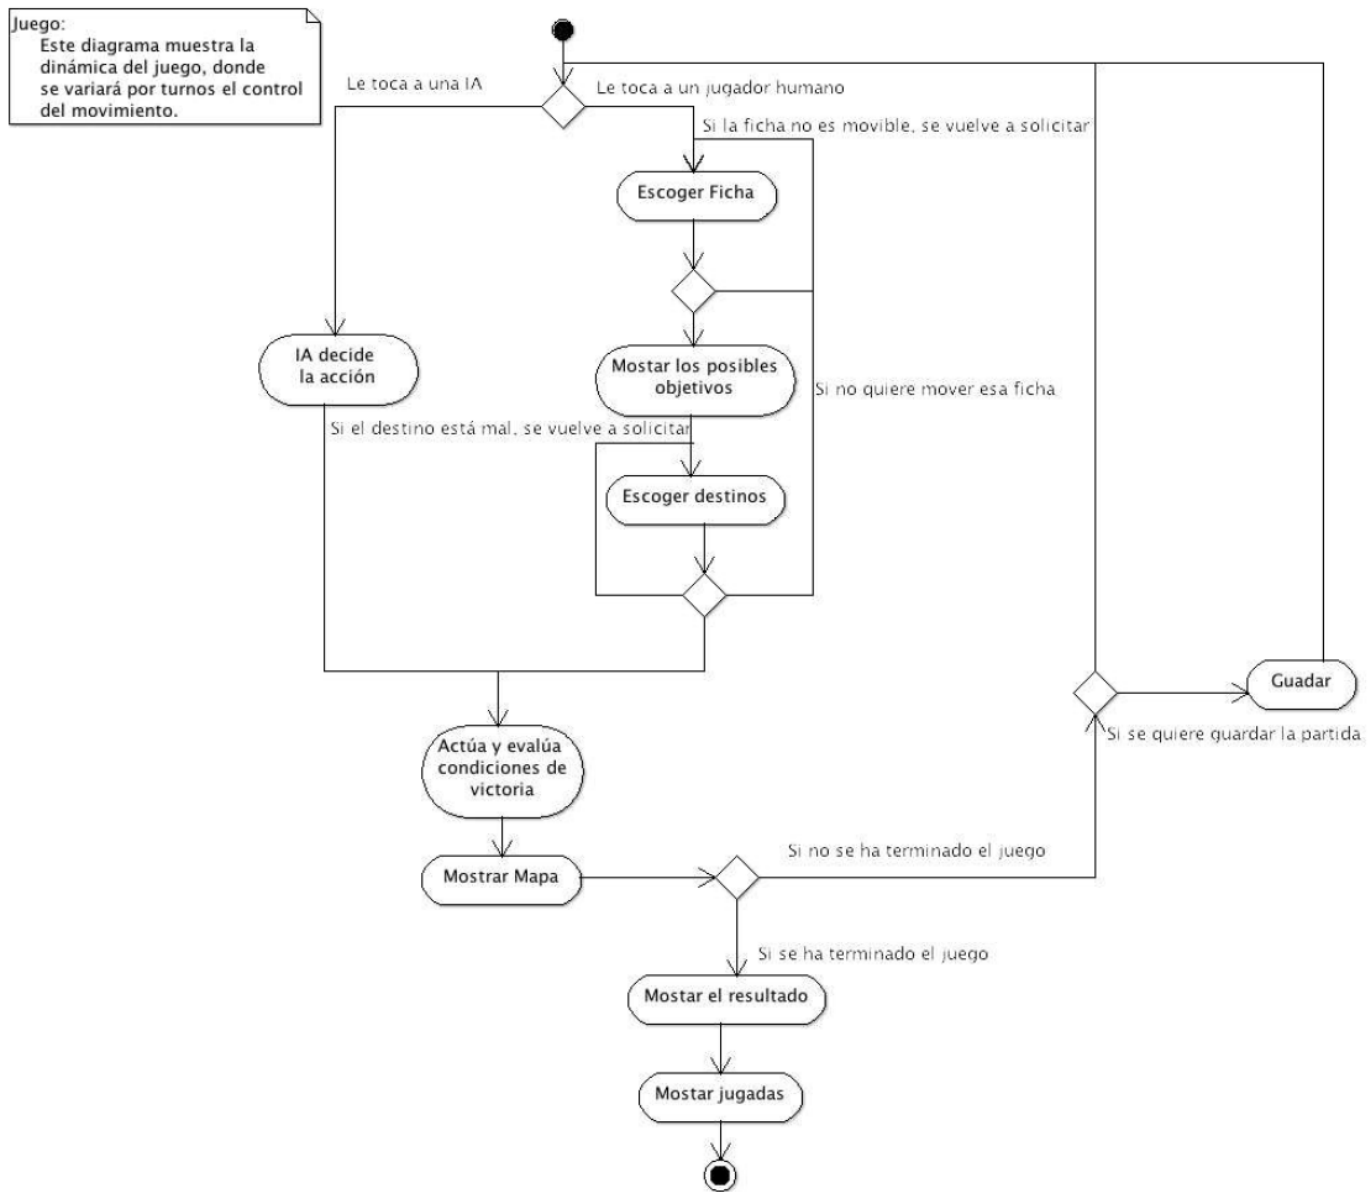 Juego:
Este diagrama muestra la
dinámica del juego, donde
se variará por turnos el control
del movimiento.
Le toca a una IA
Le toca a un jugador humano
Si la ficha no es movible, se vuelve a solicitar
Escoger Ficha
IA decide
la acción
Mostar los posibles
objetivos
Si no quiere mover esa ficha
Si el destino está mal, se vuelve a solicitar
Escoger destinos
Guadar
Si se quiere guardar la partida
Actúa y evalúa
condiciones de
victoria
Mostrar Mapa
Si no se ha terminado el juego
Si se ha terminado el juego
Mostar el resultado
Mostar jugadas